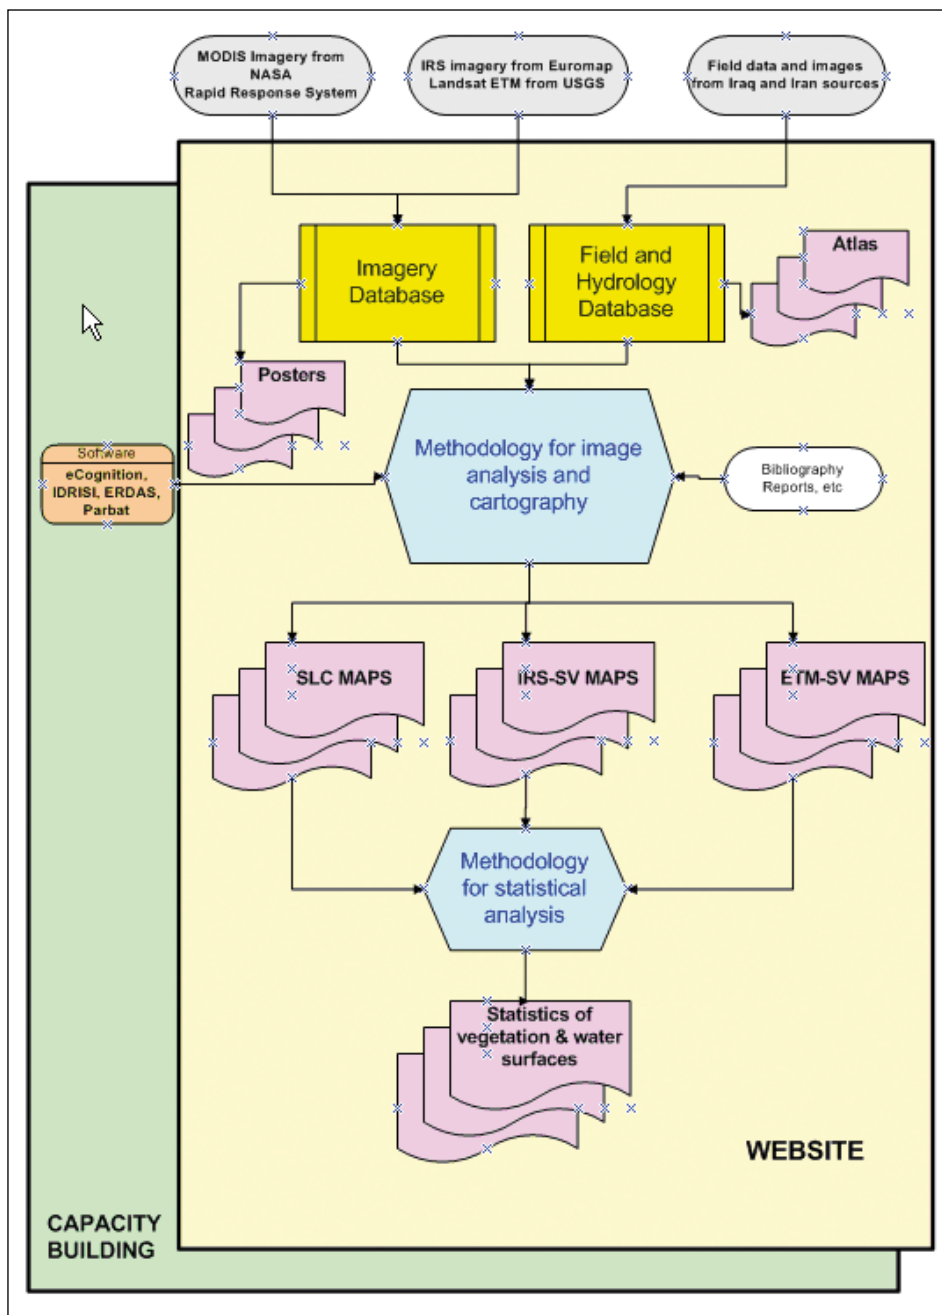 MODIS Imagery from
NASA
Rapid Response System
IRS imagery from Euromap
Landsat ETM from USGS
Field data and images
from Iraq and Iran sources
Imagery
Database
Field and
Hydrology
Database
Atlas
Posters
Software
eCognition,
IDRISI, ERDAS,
Parbat
Methodology for image
analysis and
cartography
Bibliography
Reports, etc
SLC MAPS
IRS-SV MAPS
ETM-SV MAPS
Methodology
for statistical
analysis
Statistics of
vegetation & water
surfaces
WEBSITE
CAPACITY
BUILDING